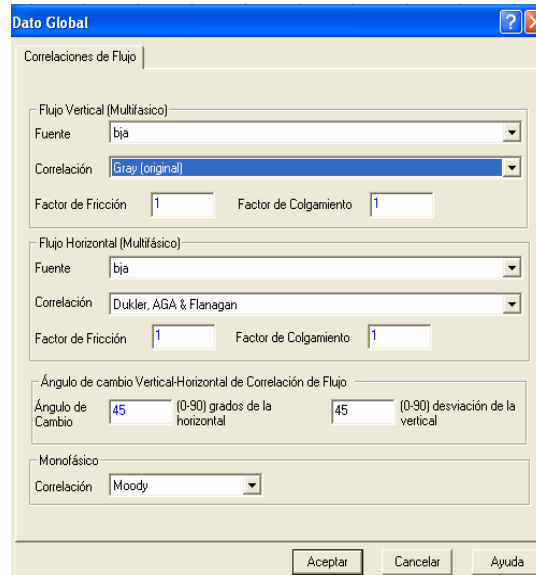 Dato Global
Correlaciones de Flujo
Flujo Vertical (Multifasico)
Fuente bja
Correlación Gray (original)
Factor de Fricción 1 Factor de Colgamiento 1
Flujo Horizontal (Multifásico)
Fuente bja
Correlación Dukler, AGA & Flanagan
Factor de Fricción 1 Factor de Colgamiento 1
Ángulo de cambio Vertical-Horizontal de Correlación de Flujo
Ángulo de Cambio 45 (0-90) grados de la horizontal 45 (0-90) desviación de la vertical
Monofásico
Correlación Moody
Aceptar Cancelar Ayuda